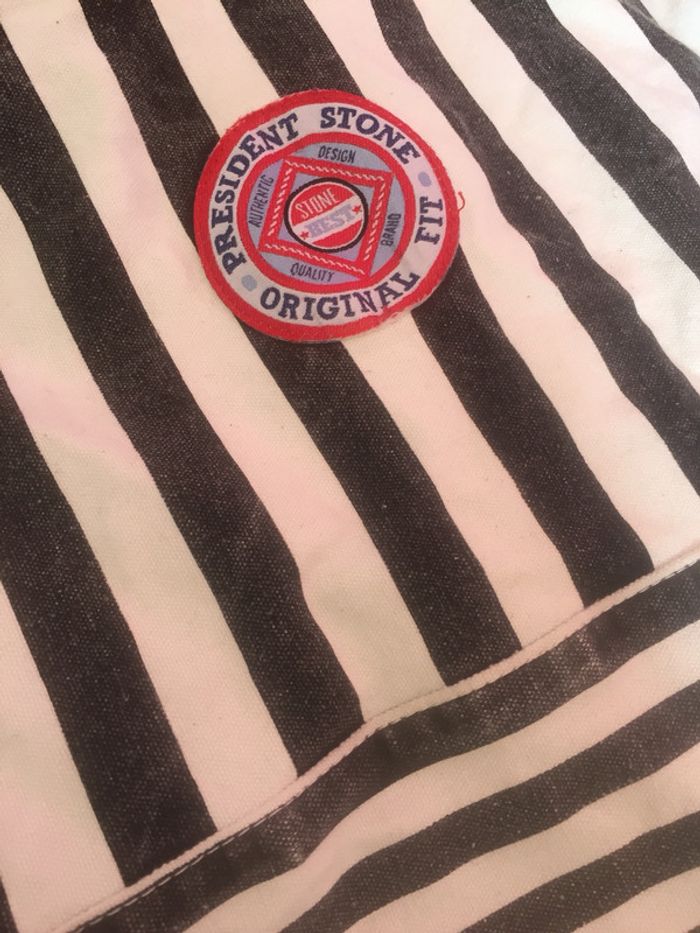 PRESIDENT STONE
ORIGINAL FIT
DESIGN
AUTHENTIC
BRAND
QUALITY
STONE
BEST